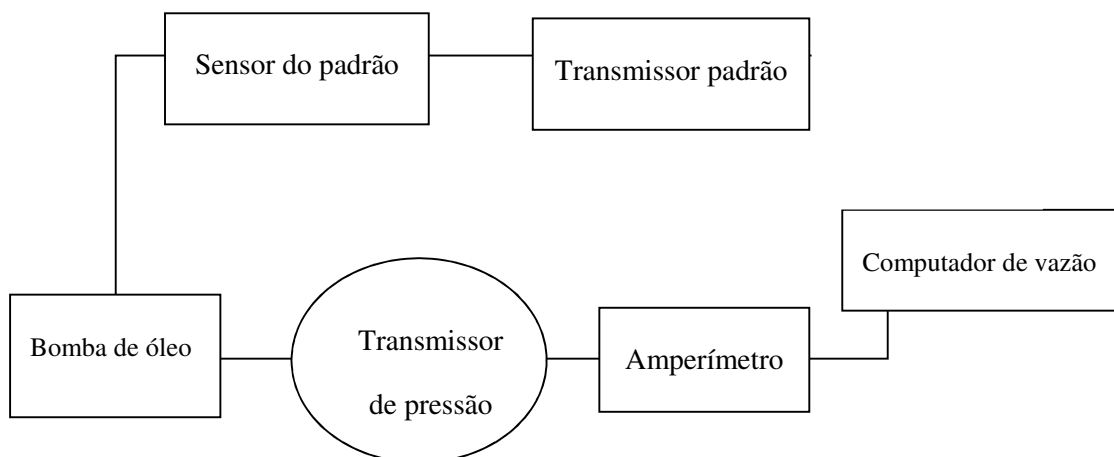 Sensor do padrão
Transmissor padrão
Computador de vazão
Bomba de óleo
Transmissor
de pressão
Amperímetro